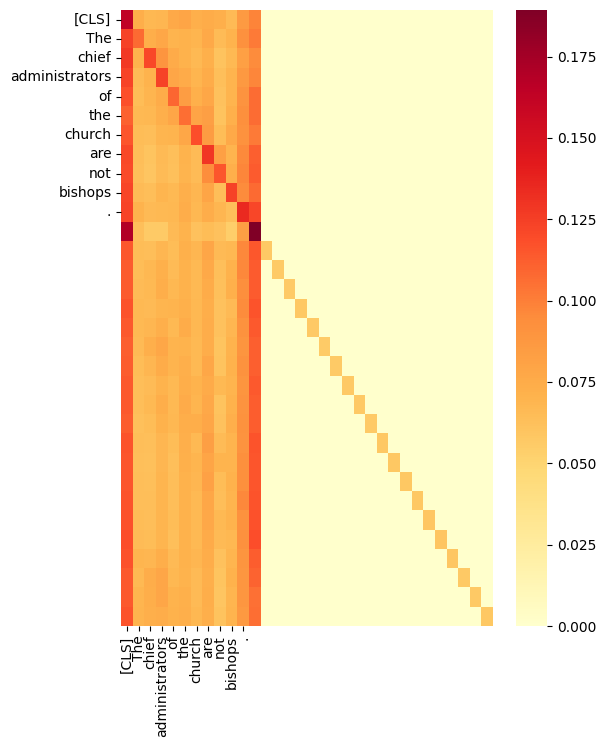 [CLS]
The
chief
administrators
of
the
church
are
not
bishops
.
[CLS]
The
chief
administrators
of
the
church
are
not
bishops
.
0.175
0.150
0.125
0.100
0.075
0.050
0.025
0.000